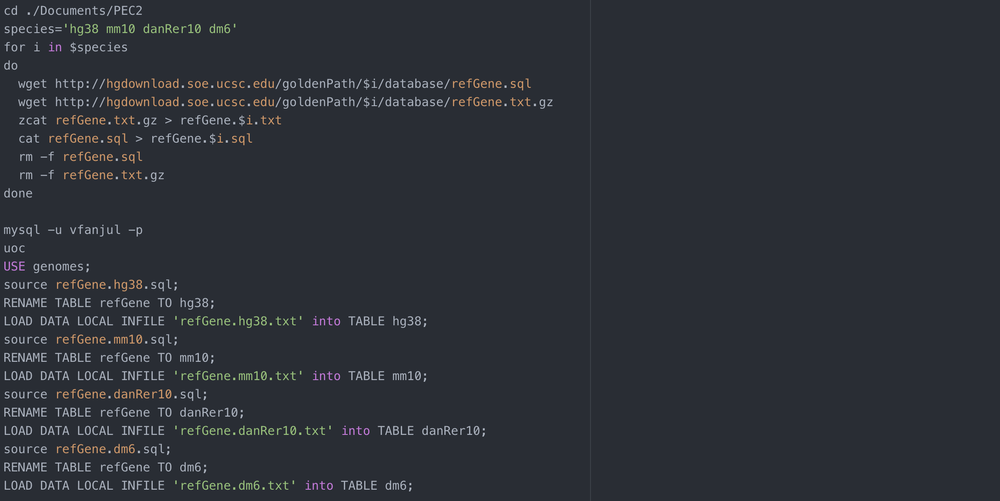 cd ./Documents/PEC2
species='hg38 mm10 danRer10 dm6'
for i in $species
do
  wget http://hgdownload.soe.ucsc.edu/goldenPath/$i/database/refGene.sql
  wget http://hgdownload.soe.ucsc.edu/goldenPath/$i/database/refGene.txt.gz
  zcat refGene.txt.gz > refGene.$i.txt
  cat refGene.sql > refGene.$i.sql
  rm -f refGene.sql
  rm -f refGene.txt.gz
done

mysql -u vfanjul -p
uoc
USE genomes;
source refGene.hg38.sql;
RENAME TABLE refGene TO hg38;
LOAD DATA LOCAL INFILE 'refGene.hg38.txt' into TABLE hg38;
source refGene.mm10.sql;
RENAME TABLE refGene TO mm10;
LOAD DATA LOCAL INFILE 'refGene.mm10.txt' into TABLE mm10;
source refGene.danRer10.sql;
RENAME TABLE refGene TO danRer10;
LOAD DATA LOCAL INFILE 'refGene.danRer10.txt' into TABLE danRer10;
source refGene.dm6.sql;
RENAME TABLE refGene TO dm6;
LOAD DATA LOCAL INFILE 'refGene.dm6.txt' into TABLE dm6;